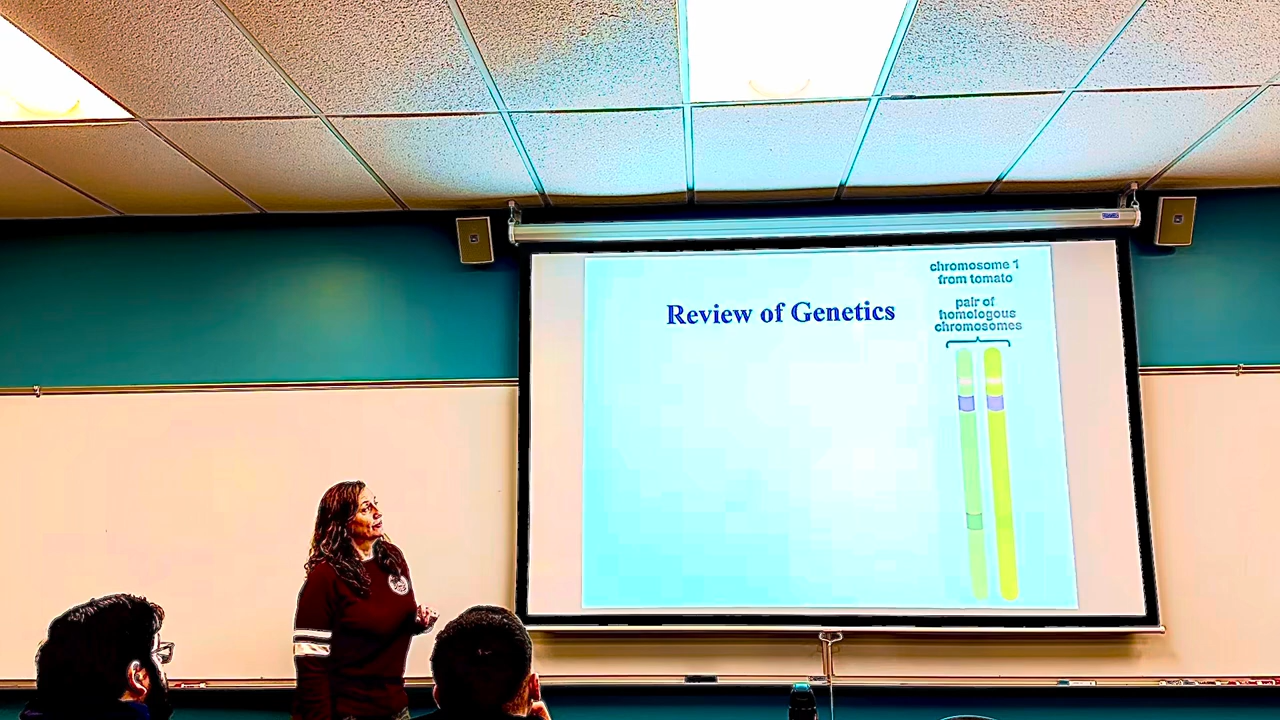 Review of Genetics
chromosome 1
from tomato
pair of
homologous
chromosomes